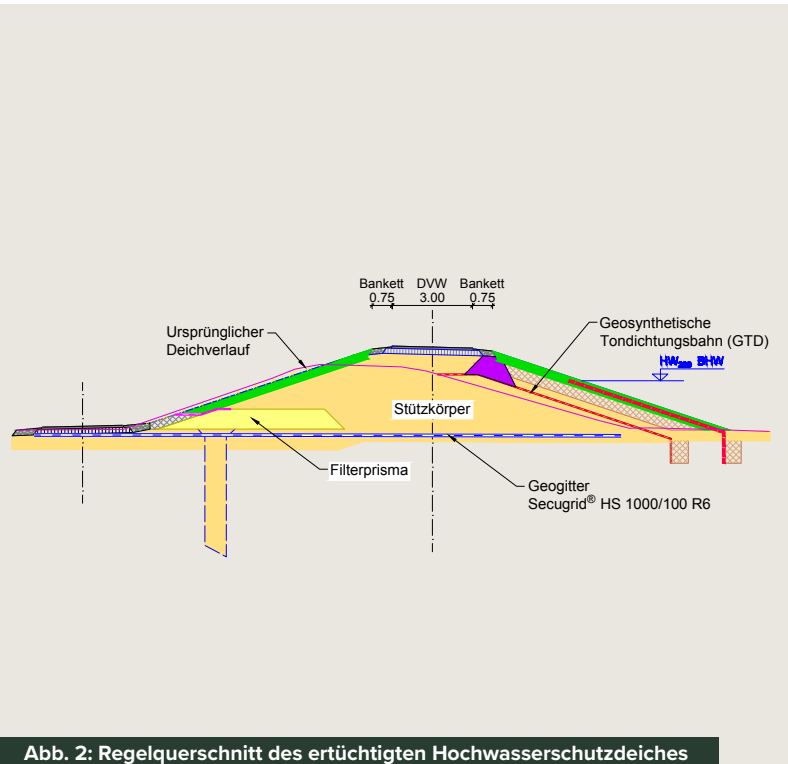 Bankett DVW Bankett
0.75 3.00 0.75
Ursprünglicher
Deichverlauf
Geosynthetische
Tondichtungsbahn (GTD)
BHW
Stützkörper
Filterprisma
Geogitter
Secugrid® HS 1000/100 R6
Abb. 2: Regelquerschnitt des ertüchtigten Hochwasserschutzdeiches